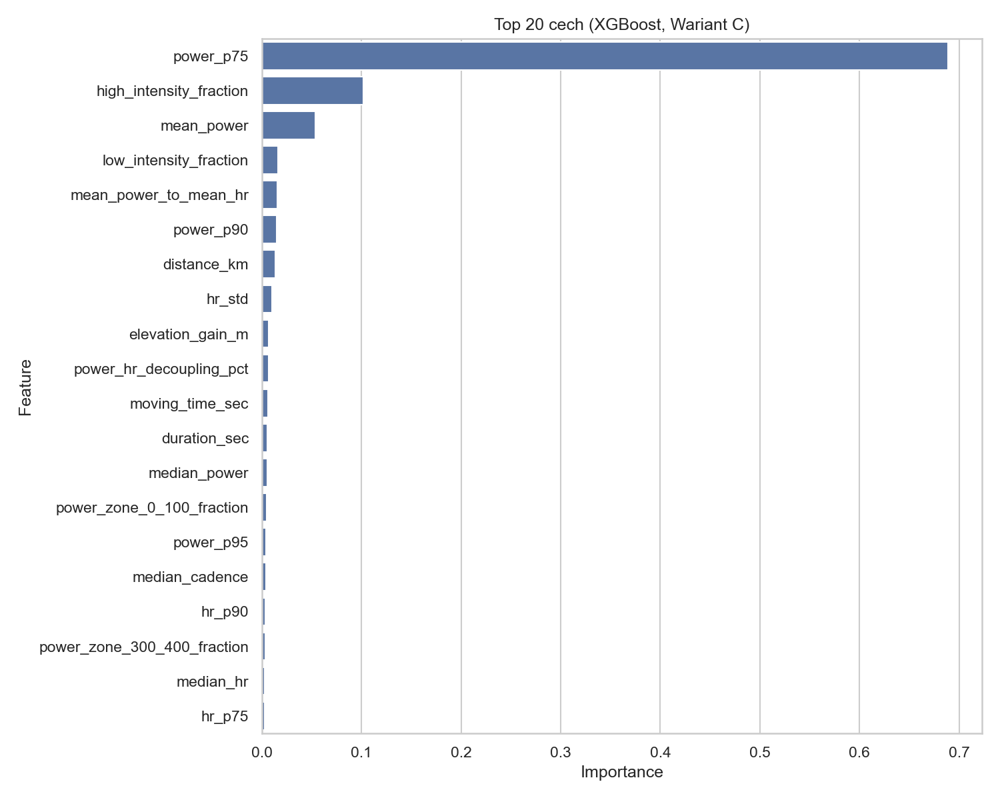 Top 20 cech (XGBoost, Wariant C)
Feature
power_p75
high_intensity_fraction
mean_power
low_intensity_fraction
mean_power_to_mean_hr
power_p90
distance_km
hr_std
elevation_gain_m
power_hr_decoupling_pct
moving_time_sec
duration_sec
median_power
power_zone_0_100_fraction
power_p95
median_cadence
hr_p90
power_zone_300_400_fraction
median_hr
hr_p75
0.0 0.1 0.2 0.3 0.4 0.5 0.6 0.7
Importance